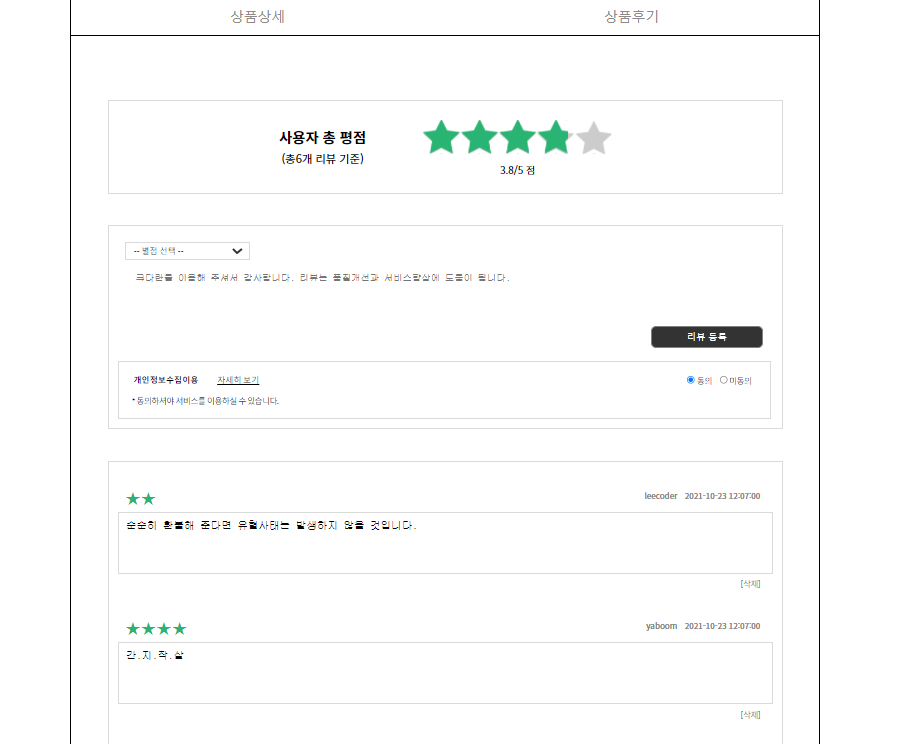 상품상세
상품후기
사용자 총 평점
(총6개 리뷰 기준)
3.8/5 점
-- 별점 선택 --
크다란를 이용해 주셔서 감사합니다. 리뷰는 품질개선과 서비스향상에 도움이 됩니다.
리뷰 등록
개인정보수집이용 자세히 보기
동의 미동의
* 동의하셔야 서비스를 이용하실 수 있습니다.
★★
leecoder 2021-10-23 12:07:00
순순히 환불해 준다면 유혈사태는 발생하지 않을 것입니다.
[삭제]
★★★★
yaboom 2021-10-23 12:07:00
간.지.작.살
[삭제]